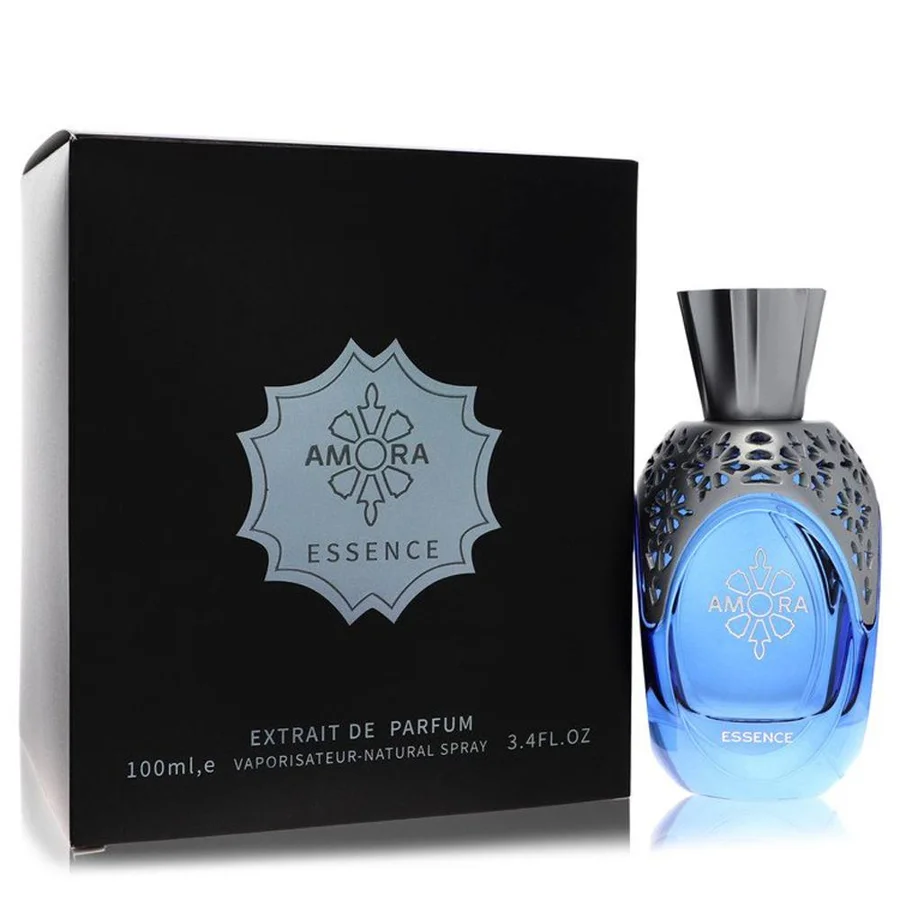 AMORA
ESSENCE
EXTRAIT DE PARFUM
100ml,e VAPORISATEUR-NATURAL SPRAY 3.4FL.OZ
AMORA
ESSENCE